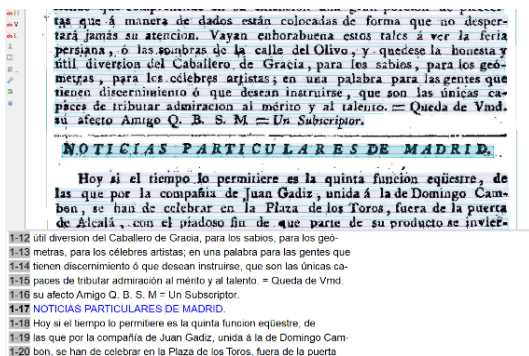 tas que á manera de dados están colocadas de forma que no desper-
tará jamás su atencion. Vayan enhorabuena estos tales á ver la feria
persiana, ó las sombras de la calle del Olivo, y quedese la honesta y
útil diversion del Caballero de Gracia, para los sabios, para los geó-
metras, para los célebres artistas; en una palabra para las gentes que
tienen discernimiento ó que desean instruirse, que son las únicas ca-
paces de tributar admiracion al mérito y al talento. = Queda de Vmd.
su afecto Amigo Q. B. S. M = Un Subscriptor.
NOTICIAS PARTICULARES DE MADRID.
Hoy si el tiempo lo permitiere es la quinta funcion eqüestre, de
las que por la compañia de Juan Gadiz, unida á la de Domingo Cam-
bon, se han de celebrar en la Plaza de los Toros, fuera de la puerta
de Alcalá, con el piadoso fin de que parte de su producto se invier-
1-12 útil diversion del Caballero de Gracia, para los sabios, para los geó-
1-13 metras, para los célebres artistas; en una palabra para las gentes que
1-14 tienen discernimiento ó que desean instruirse, que son las únicas ca-
1-15 paces de tributar admiración al mérito y al talento. = Queda de Vmd.
1-16 su afecto Amigo Q. B. S. M = Un Subscriptor.
1-17 NOTICIAS PARTICULARES DE MADRID.
1-18 Hoy si el tiempo lo permitiere es la quinta funcion eqüestre, de
1-19 las que por la compañía de Juan Gadiz, unida á la de Domingo Cam-
1-20 bon, se han de celebrar en la Plaza de los Toros, fuera de la puerta